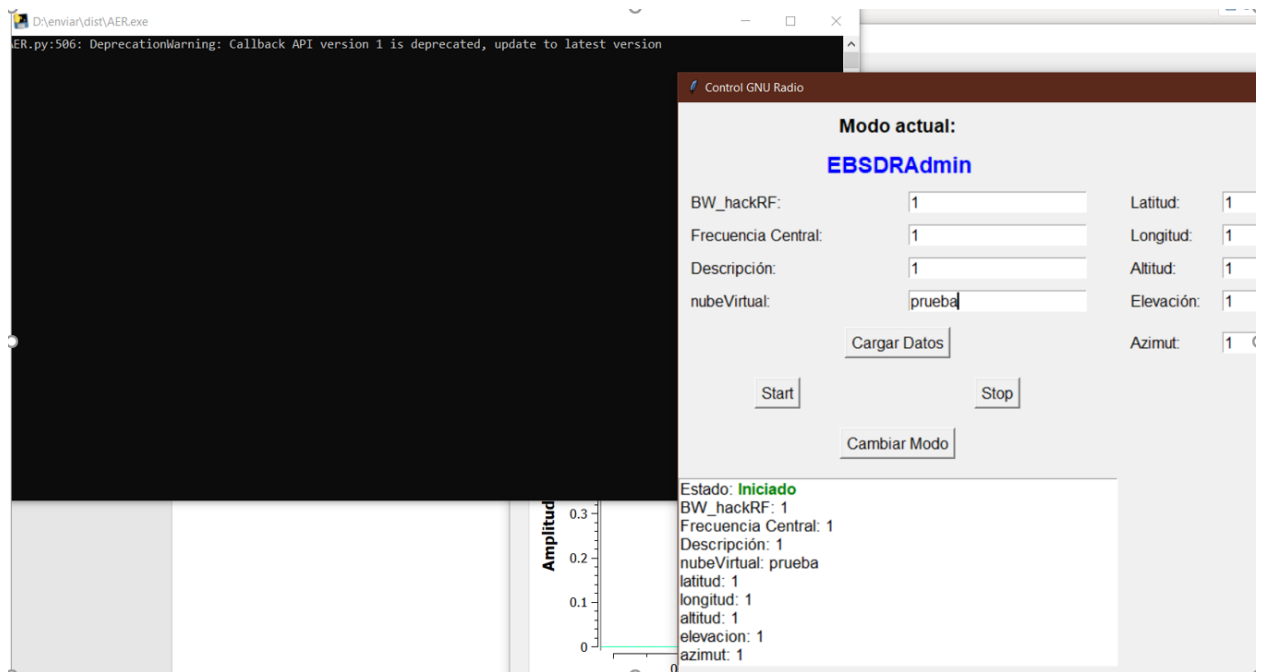 D:\enviar\dist\AER.exe
AER.py:506: DeprecationWarning: Callback API version 1 is deprecated, update to latest version
Control GNU Radio
Modo actual:
EBSDRAdmin
BW_hackRF: 1 Latitud: 1
Frecuencia Central: 1 Longitud: 1
Descripción: 1 Altitud: 1
nubeVirtual: prueba Elevación: 1
Cargar Datos Azimut: 1
Start Stop
Cambiar Modo
Estado: Iniciado
BW_hackRF: 1
Frecuencia Central: 1
Descripción: 1
nubeVirtual: prueba
latitud: 1
longitud: 1
altitud: 1
elevacion: 1
azimut: 1
Amplitud
0.3
0.2
0.1
0
0